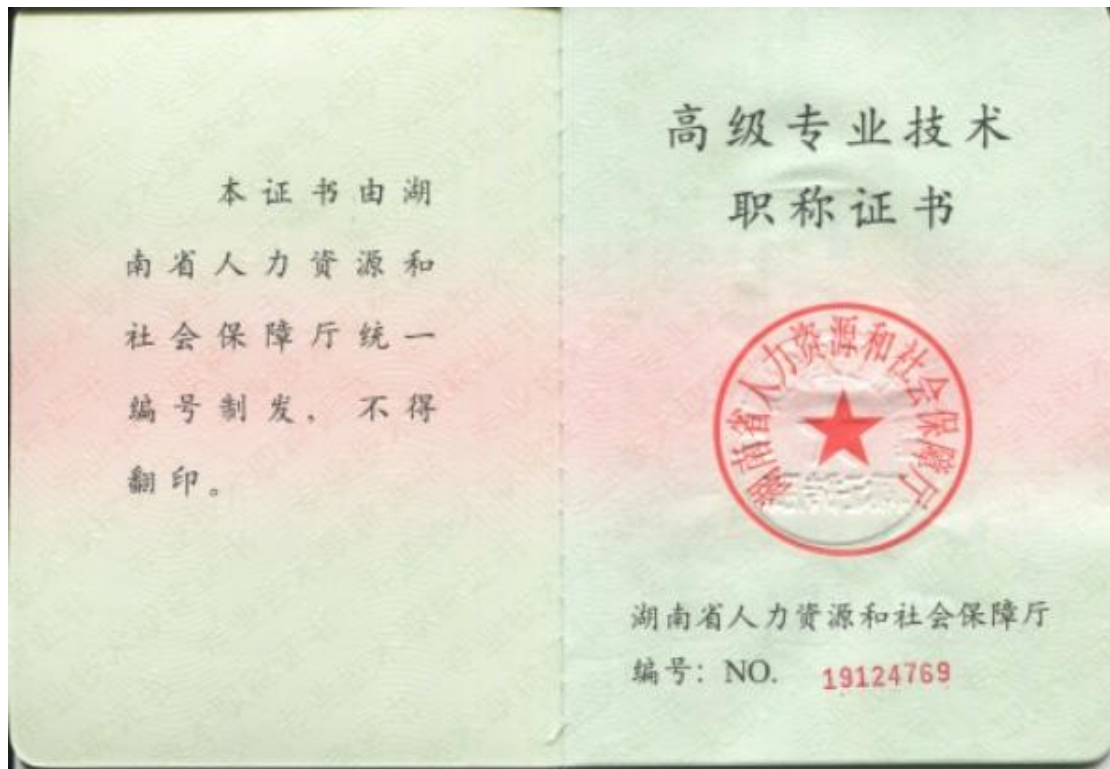 本证书由湖
南省人力资源和
社会保障厅统一
编号制发，不得
翻印。
高级专业技术
职称证书
湖南省人力资源和社会保障厅
湖南省人力资源和社会保障厅
编号：NO. 19124769